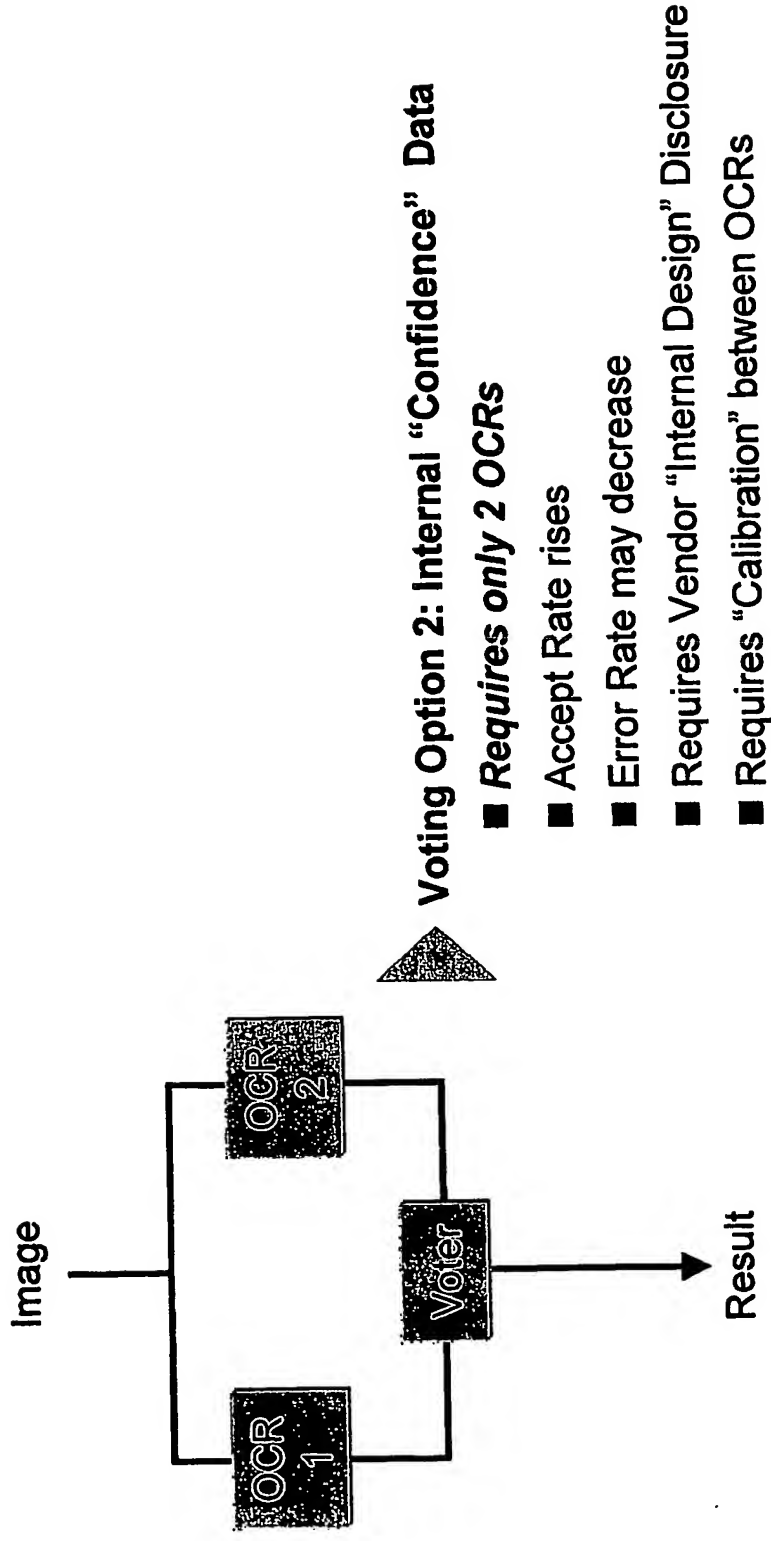 Image
OCR
1
OCR
2
Voter
Result
Voting Option 2: Internal “Confidence” Data
■ Requires only 2 OCRs
■ Accept Rate rises
■ Error Rate may decrease
■ Requires Vendor “Internal Design” Disclosure
■ Requires “Calibration” between OCRs